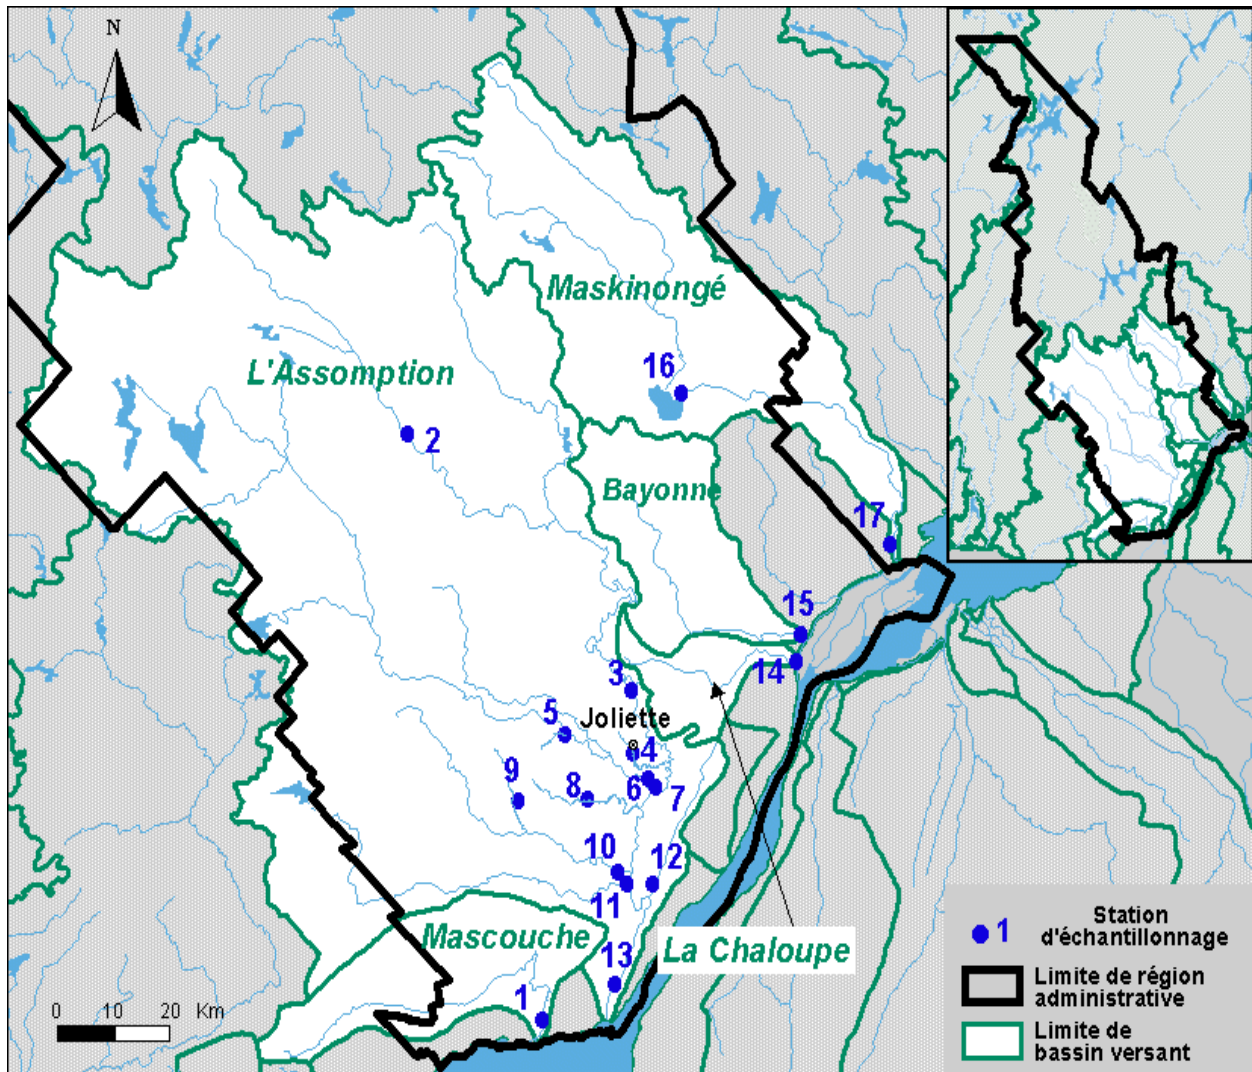 N
Maskinongé
16
L'Assomption
2
Bayonne
17
15
14
3
5
Joliette
4
9
8
6
7
10
12
11
Mascouche
13
La Chaloupe
1
0 10 20 Km
1 Station
d'échantillonnage
Limite de région
administrative
Limite de
bassin versant